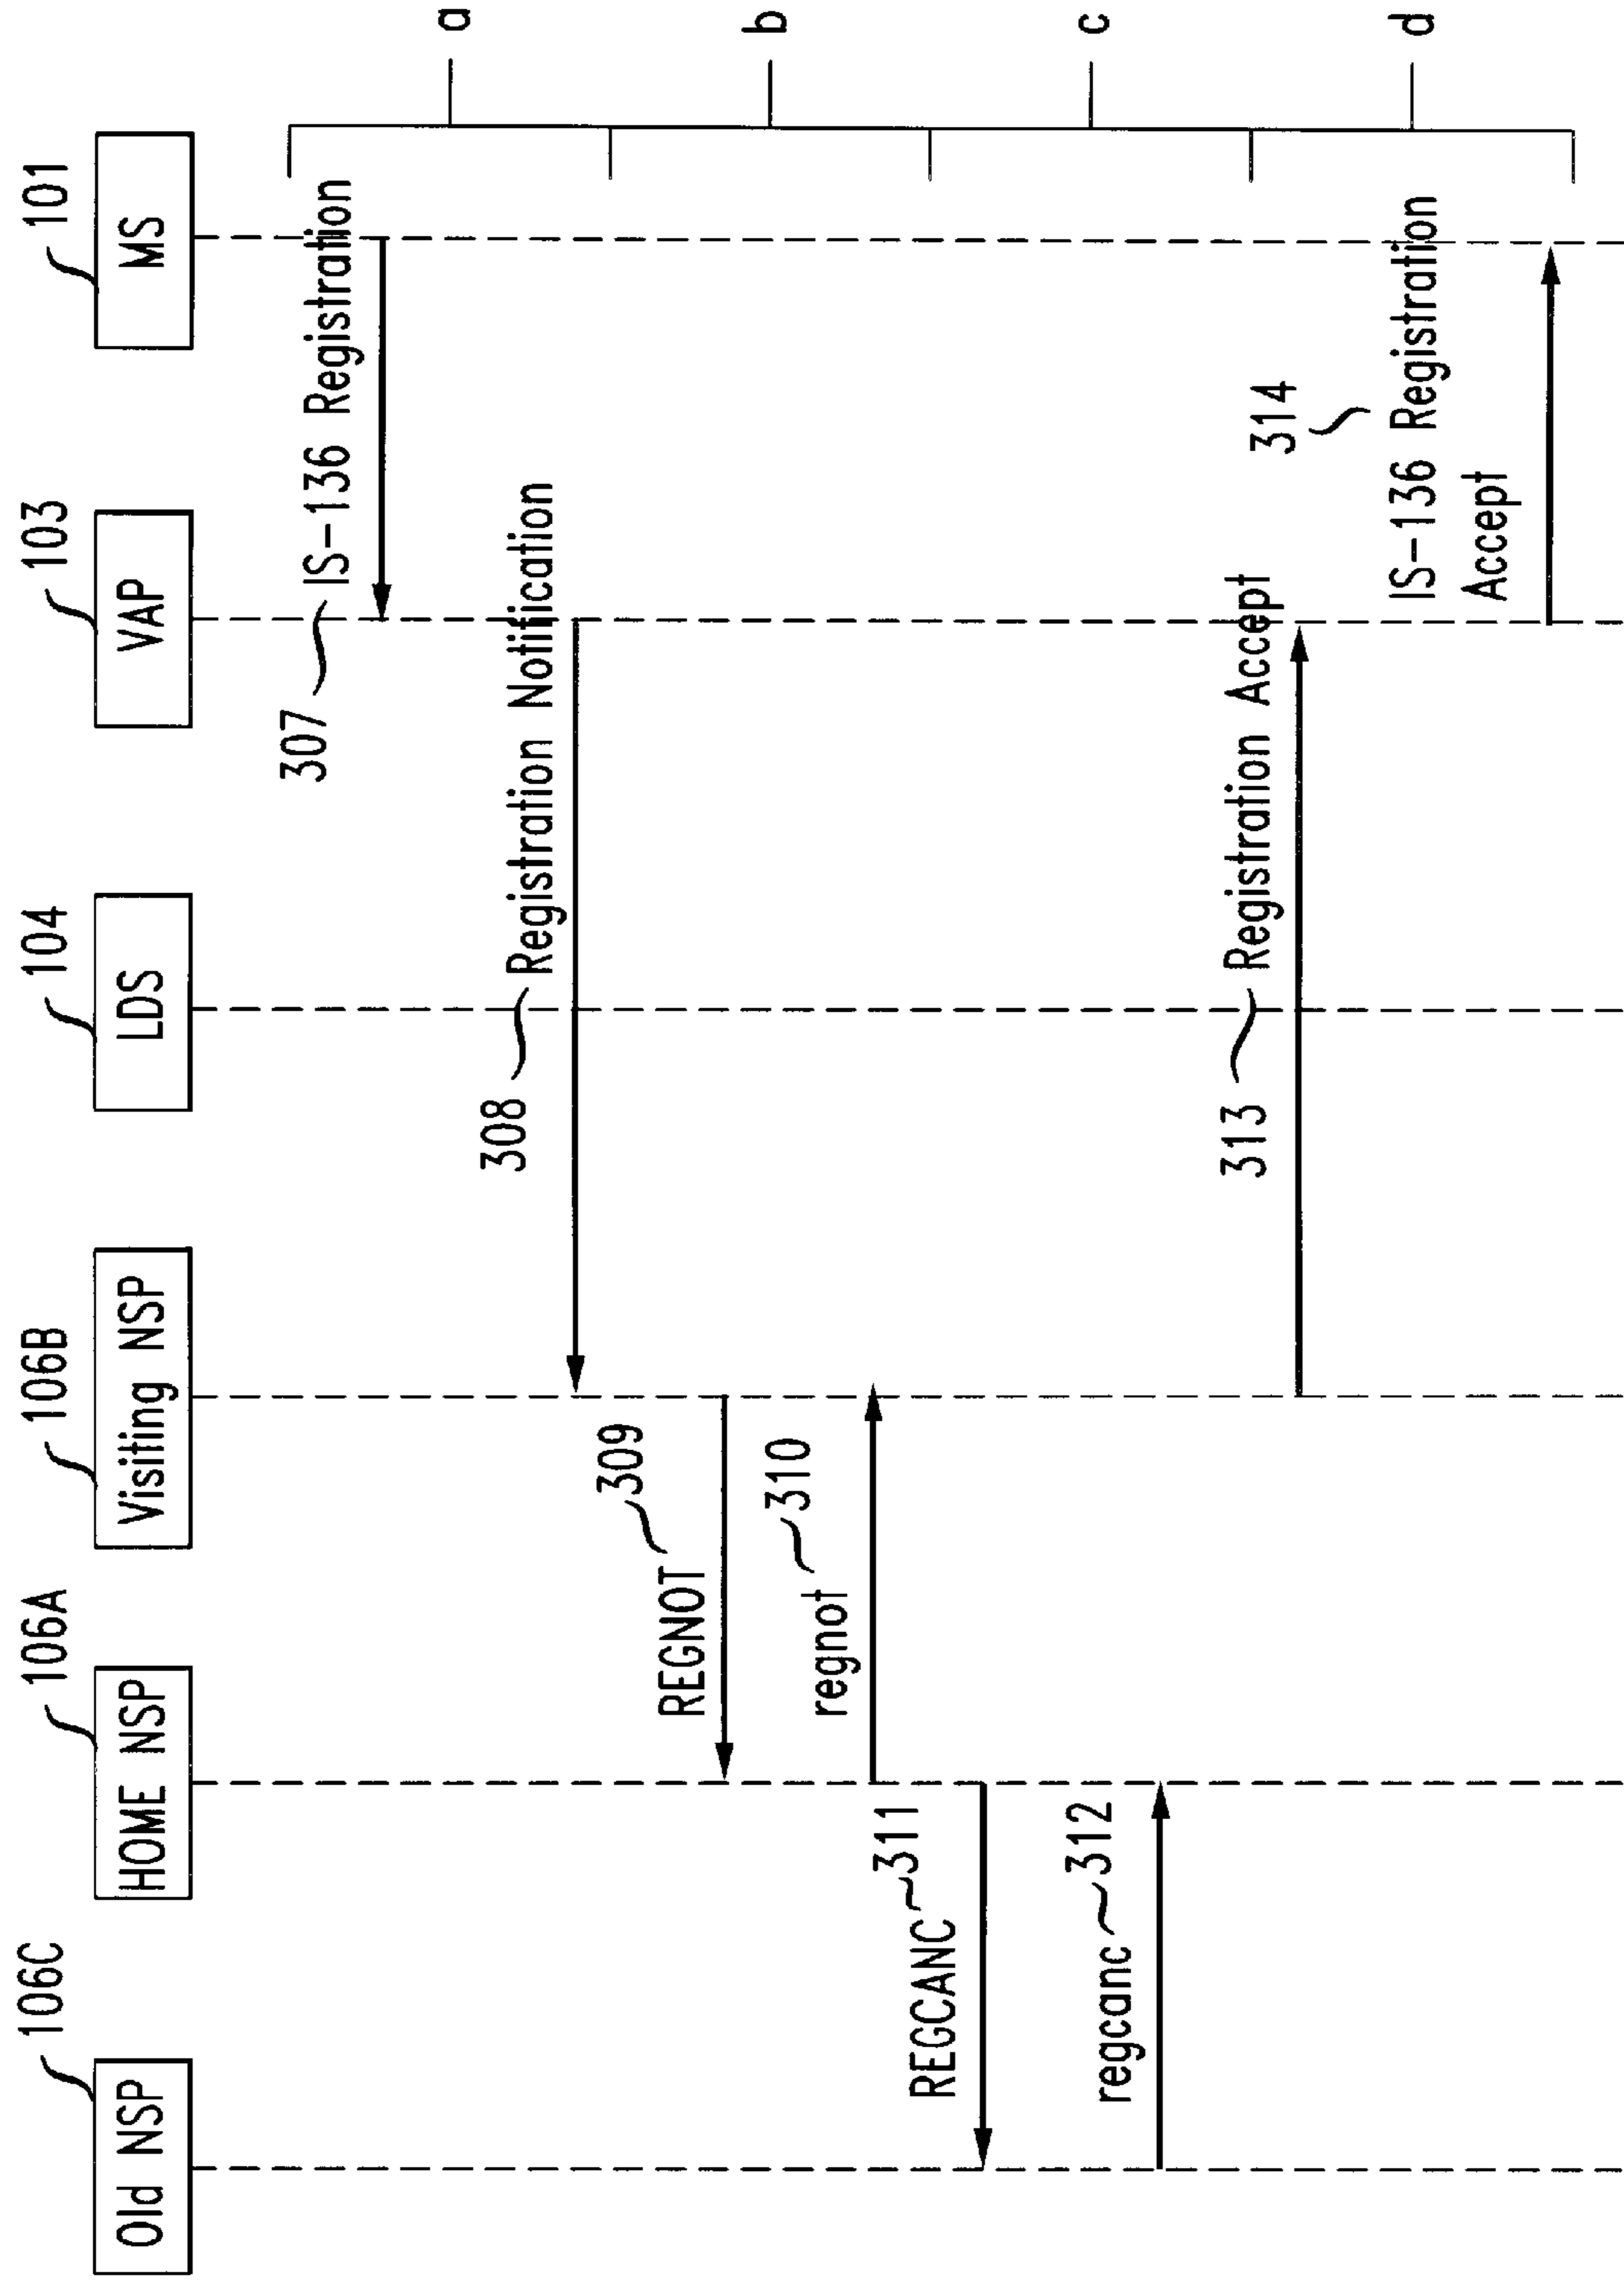 106C
106A
106B
104
103
101
Old NSP
HOME NSP
Visiting NSP
LDS
VAP
MS
307
IS-136 Registration
a
308
Registration Notification
309
REGNOT
b
310
regnot
311
REGCANC
c
312
regcanc
313
Registration Accept
314
d
IS-136 Registration
Accept